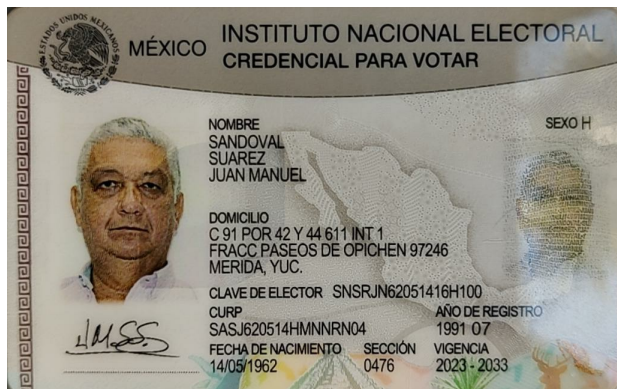 ESTADOS UNIDOS MEXICANOS
MÉXICO
INSTITUTO NACIONAL ELECTORAL
CREDENCIAL PARA VOTAR
NOMBRE
SEXO H
SANDOVAL
SUAREZ
JUAN MANUEL
DOMICILIO
C 91 POR 42 Y 44 611 INT 1
FRACC PASEOS DE OPICHEN 97246
MERIDA, YUC.
CLAVE DE ELECTOR SNSRJN62051416H100
CURP
AÑO DE REGISTRO
SASJ620514HMNNRN04
1991 07
FECHA DE NACIMIENTO
SECCIÓN
VIGENCIA
14/05/1962
0476
2023 - 2033